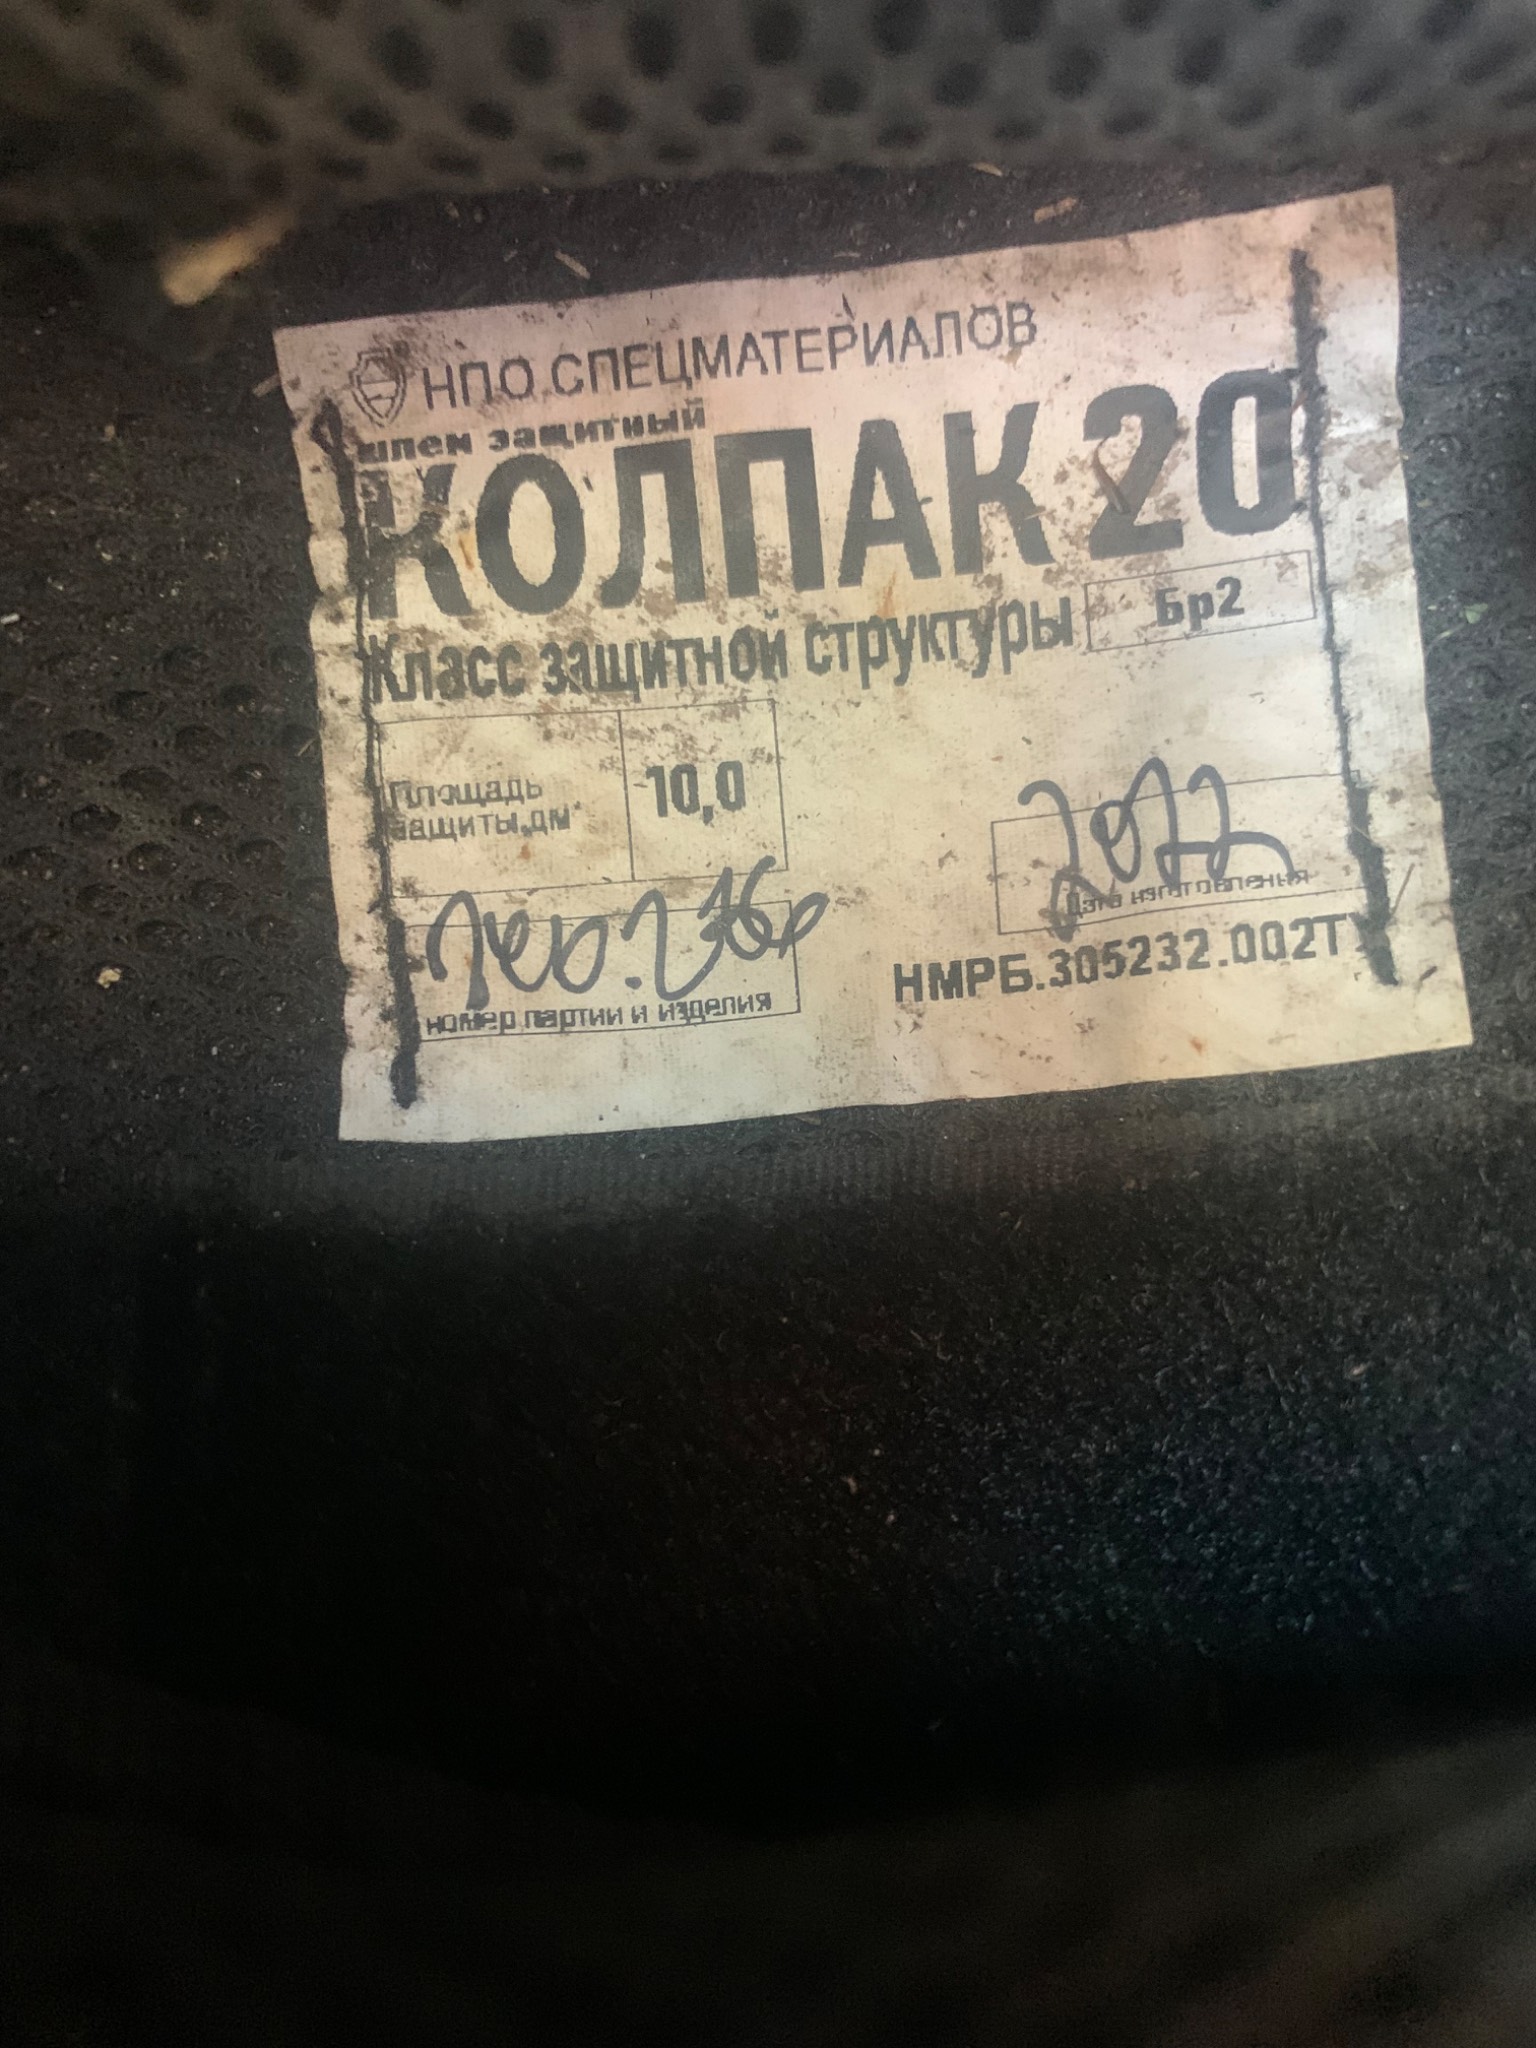 НПО СПЕЦМАТЕРИАЛОВ
шлем защитный
КОЛПАК 20
Класс защитной структуры Бр2
Площадь
защиты, дм²
10,0
2022
Дата изготовления
номер партии и изделия
НМРБ.305232.002ТУ